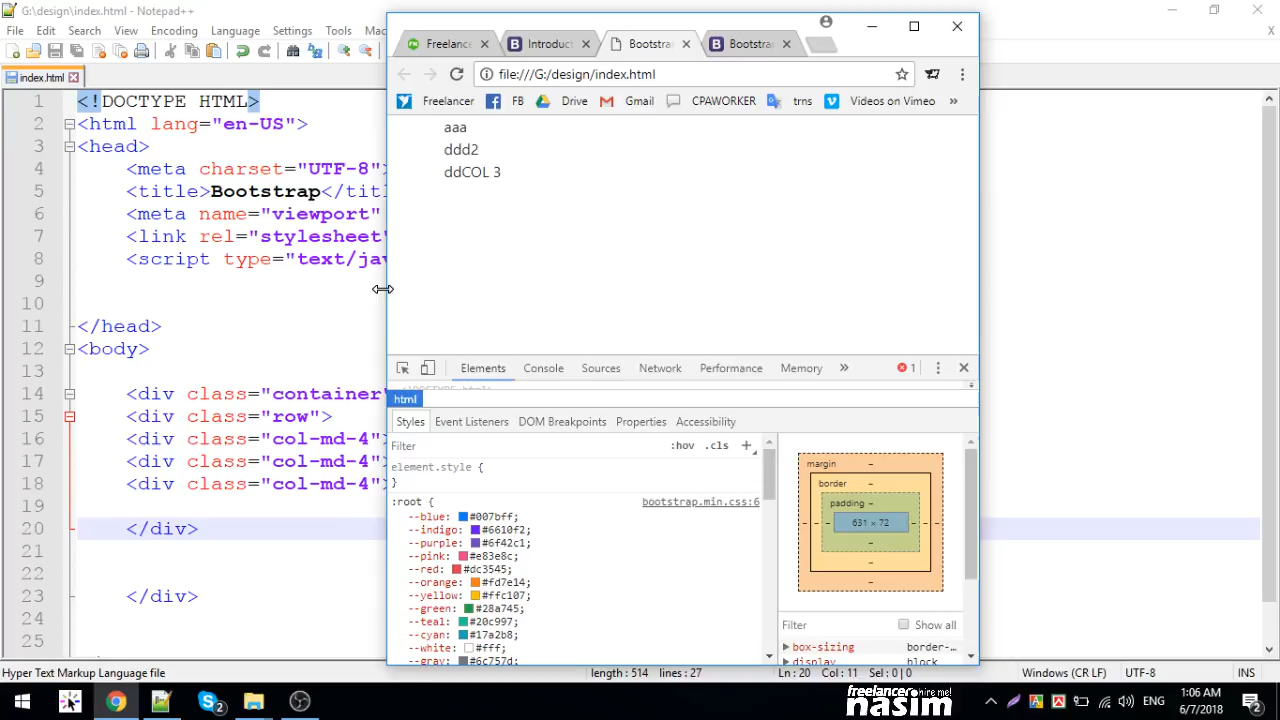 G:\design\index.html - Notepad++
File Edit Search View Encoding Language Settings Tools Mac
index.html
1 <!DOCTYPE HTML>
2 <html lang="en-US">
3 <head>
4 <meta charset="UTF-8"
5 <title>Bootstrap</titl
6 <meta name="viewport"
7 <link rel="stylesheet"
8 <script type="text/jav
9
10
11 </head>
12 <body>
13
14 <div class="container"
15 <div class="row">
16 <div class="col-md-4">
17 <div class="col-md-4">
18 <div class="col-md-4">
19
20 </div>
21
22
23 </div>
24
25
Freelance Introduct Bootstra Bootstra
file:///G:/design/index.html
Freelancer FB Drive Gmail CPAWORKER trns Videos on Vimeo »
aaa
ddd2
ddCOL 3
Elements Console Sources Network Performance Memory » 1
html
Styles Event Listeners DOM Breakpoints Properties Accessibility
Filter :hov .cls +
element.style {
}
:root { bootstrap.min.css:6
--blue: #007bff;
--indigo: #6610f2;
--purple: #6f42c1;
--pink: #e83e8c;
--red: #dc3545;
--orange: #fd7e14;
--yellow: #ffc107;
--green: #28a745;
--teal: #20c997;
--cyan: #17a2b8;
--white: #fff;
--gray: #6c757d;
margin –
border –
padding –
631 × 72
Filter Show all
box-sizing border-…
display block
Hyper Text Markup Language file length : 514 lines : 27 Ln : 20 Col : 11 Sel : 0 | 0 Windows (CR LF) UTF-8 INS
2 freelancer hire me! nasim ENG 1:06 AM 6/7/2018 2